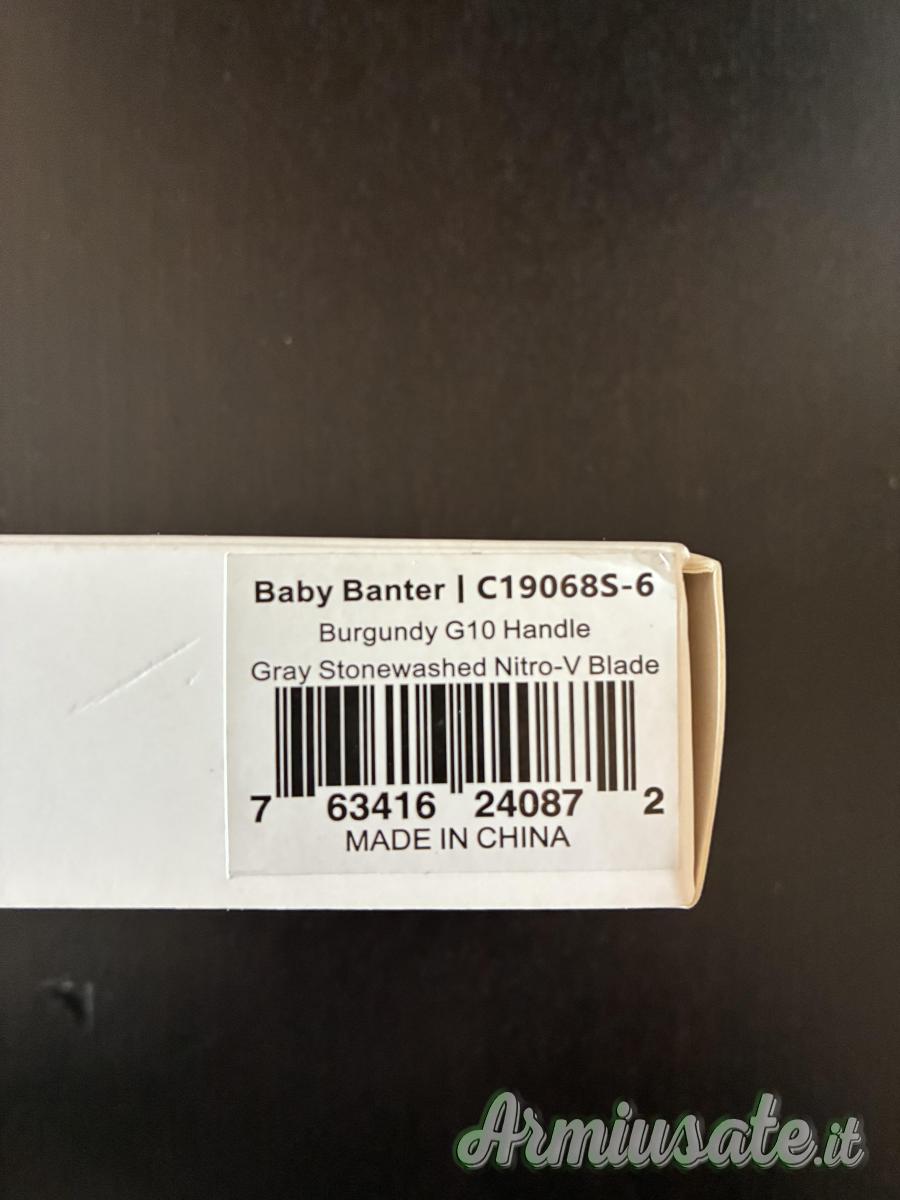 Baby Banter | C19068S-6
Burgundy G10 Handle
Gray Stonewashed Nitro-V Blade
7 63416 24087 2
MADE IN CHINA
Armiusate.it